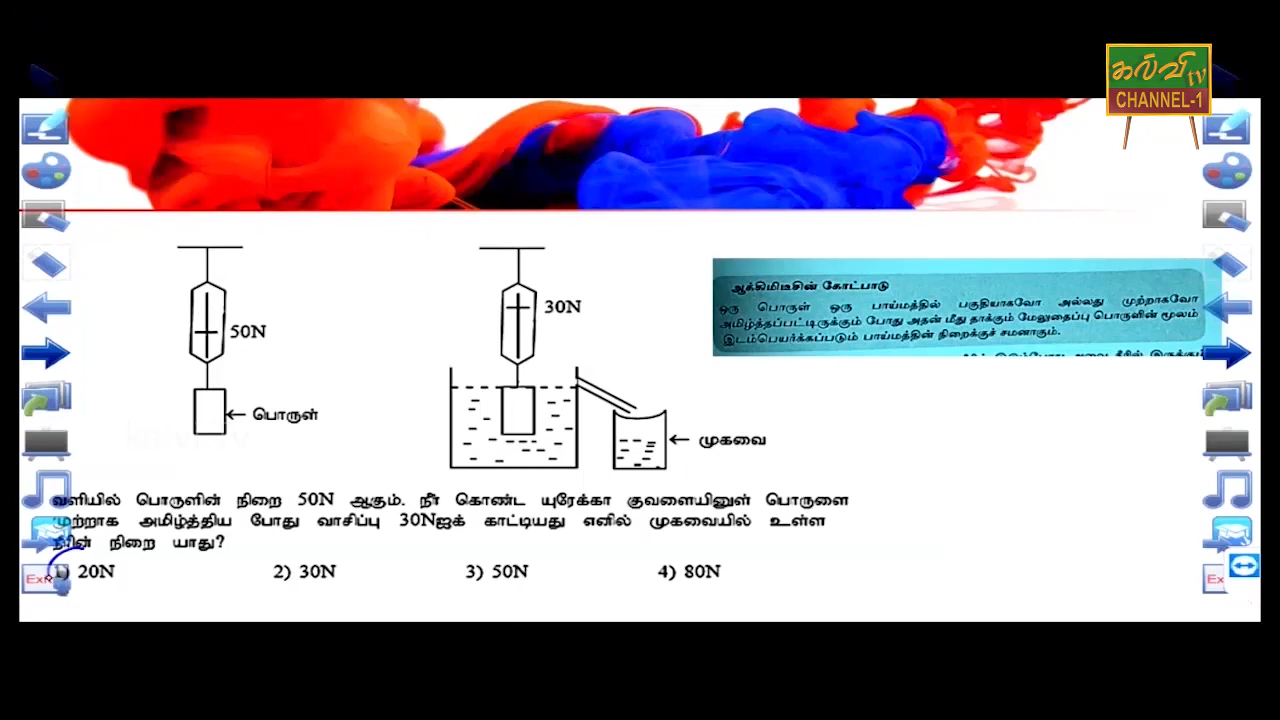 கல்வி tv
CHANNEL-1
50N
30N
பொருள்
முகவை
ஆக்கிமிடீசின் கோட்பாடு
ஒரு பொருள் ஒரு பாய்மத்தில் பகுதியாகவோ அல்லது முற்றாகவோ
அமிழ்த்தப்பட்டிருக்கும் போது அதன் மீது தாக்கும் மேலுதைப்பு பொருளின் மூலம்
இடம்பெயர்க்கப்படும் பாய்மத்தின் நிறைக்குச் சமனாகும்.
வளியில் பொருளின் நிறை 50N ஆகும். நீர் கொண்ட யுரேக்கா குவளையினுள் பொருளை
முற்றாக அமிழ்த்திய போது வாசிப்பு 30Nஐக் காட்டியது எனில் முகவையில் உள்ள
நீரின் நிறை யாது?
1) 20N 2) 30N 3) 50N 4) 80N